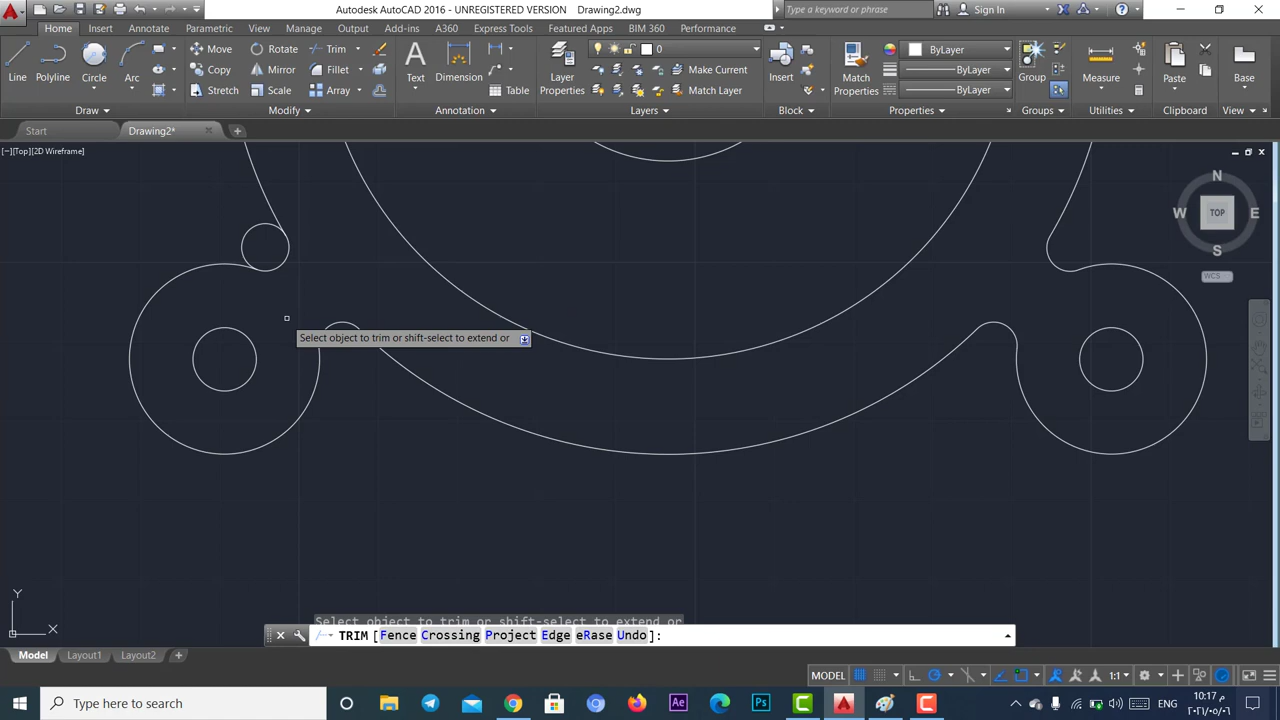 Autodesk AutoCAD 2016 - UNREGISTERED VERSION Drawing2.dwg
Type a keyword or phrase
Sign In
Home Insert Annotate Parametric View Manage Output Add-ins A360 Express Tools Featured Apps BIM 360 Performance
Line Polyline Circle Arc
Move Rotate Trim
Copy Mirror Fillet
Stretch Scale Array
Text Dimension Table
Layer Properties
0
Make Current
Match Layer
Insert
Match Properties
ByLayer
ByLayer
ByLayer
Group
Measure
Paste
Base
Draw Modify Annotation Layers Block Properties Groups Utilities Clipboard View
Start Drawing2*
[−][Top][2D Wireframe]
N
W TOP E
S
WCS
Select object to trim or shift-select to extend or
Y
X
Select object to trim or shift-select to extend or
TRIM [Fence Crossing Project Edge eRase Undo]:
Model Layout1 Layout2
MODEL 1:1
Type here to search
Ae
Ps
ENG
١٠:١٧ م